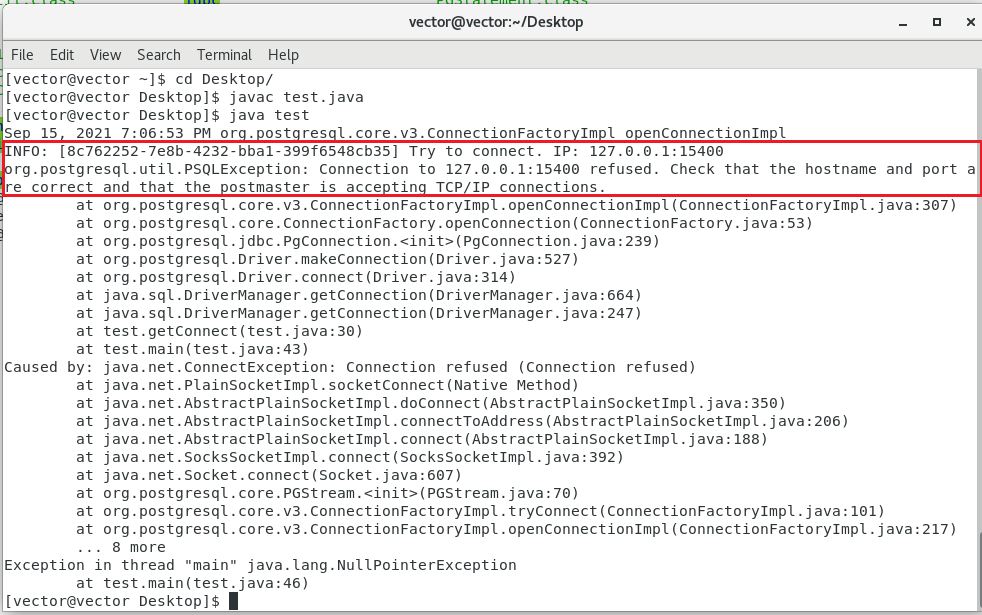 vector@vector:~/Desktop
File Edit View Search Terminal Help
[vector@vector ~]$ cd Desktop/
[vector@vector Desktop]$ javac test.java
[vector@vector Desktop]$ java test
Sep 15, 2021 7:06:53 PM org.postgresql.core.v3.ConnectionFactoryImpl openConnectionImpl
INFO: [8c762252-7e8b-4232-bba1-399f6548cb35] Try to connect. IP: 127.0.0.1:15400
org.postgresql.util.PSQLException: Connection to 127.0.0.1:15400 refused. Check that the hostname and port a
re correct and that the postmaster is accepting TCP/IP connections.
at org.postgresql.core.v3.ConnectionFactoryImpl.openConnectionImpl(ConnectionFactoryImpl.java:307)
at org.postgresql.core.ConnectionFactory.openConnection(ConnectionFactory.java:53)
at org.postgresql.jdbc.PgConnection.<init>(PgConnection.java:239)
at org.postgresql.Driver.makeConnection(Driver.java:527)
at org.postgresql.Driver.connect(Driver.java:314)
at java.sql.DriverManager.getConnection(DriverManager.java:664)
at java.sql.DriverManager.getConnection(DriverManager.java:247)
at test.getConnect(test.java:30)
at test.main(test.java:43)
Caused by: java.net.ConnectException: Connection refused (Connection refused)
at java.net.PlainSocketImpl.socketConnect(Native Method)
at java.net.AbstractPlainSocketImpl.doConnect(AbstractPlainSocketImpl.java:350)
at java.net.AbstractPlainSocketImpl.connectToAddress(AbstractPlainSocketImpl.java:206)
at java.net.AbstractPlainSocketImpl.connect(AbstractPlainSocketImpl.java:188)
at java.net.SocksSocketImpl.connect(SocksSocketImpl.java:392)
at java.net.Socket.connect(Socket.java:607)
at org.postgresql.core.PGStream.<init>(PGStream.java:70)
at org.postgresql.core.v3.ConnectionFactoryImpl.tryConnect(ConnectionFactoryImpl.java:101)
at org.postgresql.core.v3.ConnectionFactoryImpl.openConnectionImpl(ConnectionFactoryImpl.java:217)
... 8 more
Exception in thread "main" java.lang.NullPointerException
at test.main(test.java:46)
[vector@vector Desktop]$